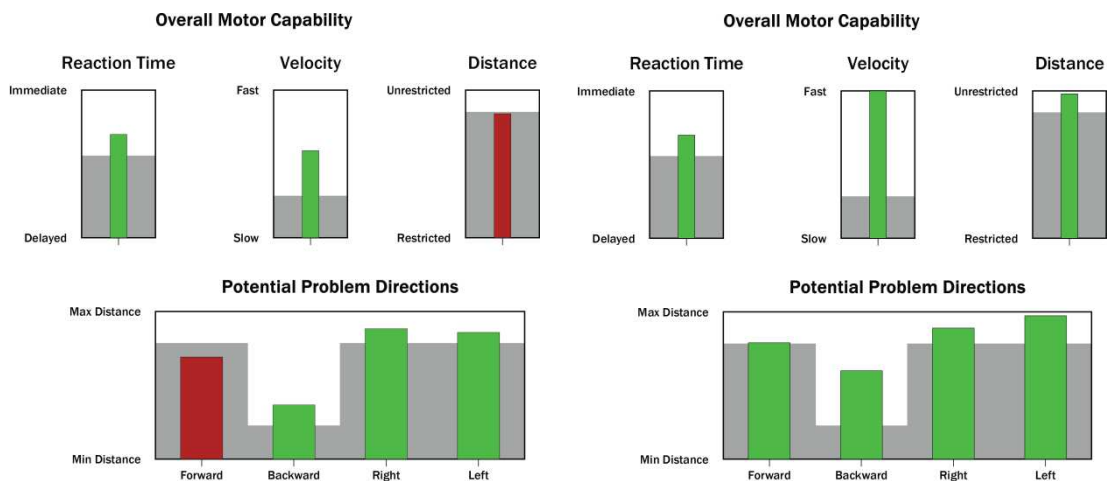 Overall Motor Capability
Reaction Time Velocity Distance
Immediate Fast Unrestricted
Delayed Slow Restricted
Potential Problem Directions
Max Distance
Min Distance
Forward Backward Right Left
Overall Motor Capability
Reaction Time Velocity Distance
Immediate Fast Unrestricted
Delayed Slow Restricted
Potential Problem Directions
Max Distance
Min Distance
Forward Backward Right Left